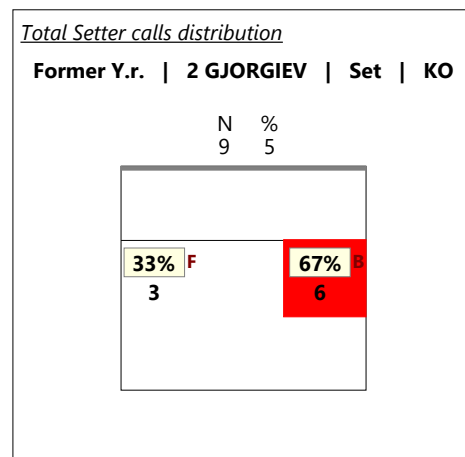 Total Setter calls distribution
Former Y.r. | 2 GJORGIEV | Set | KO
N %
9 5
33% F 67% B
3 6